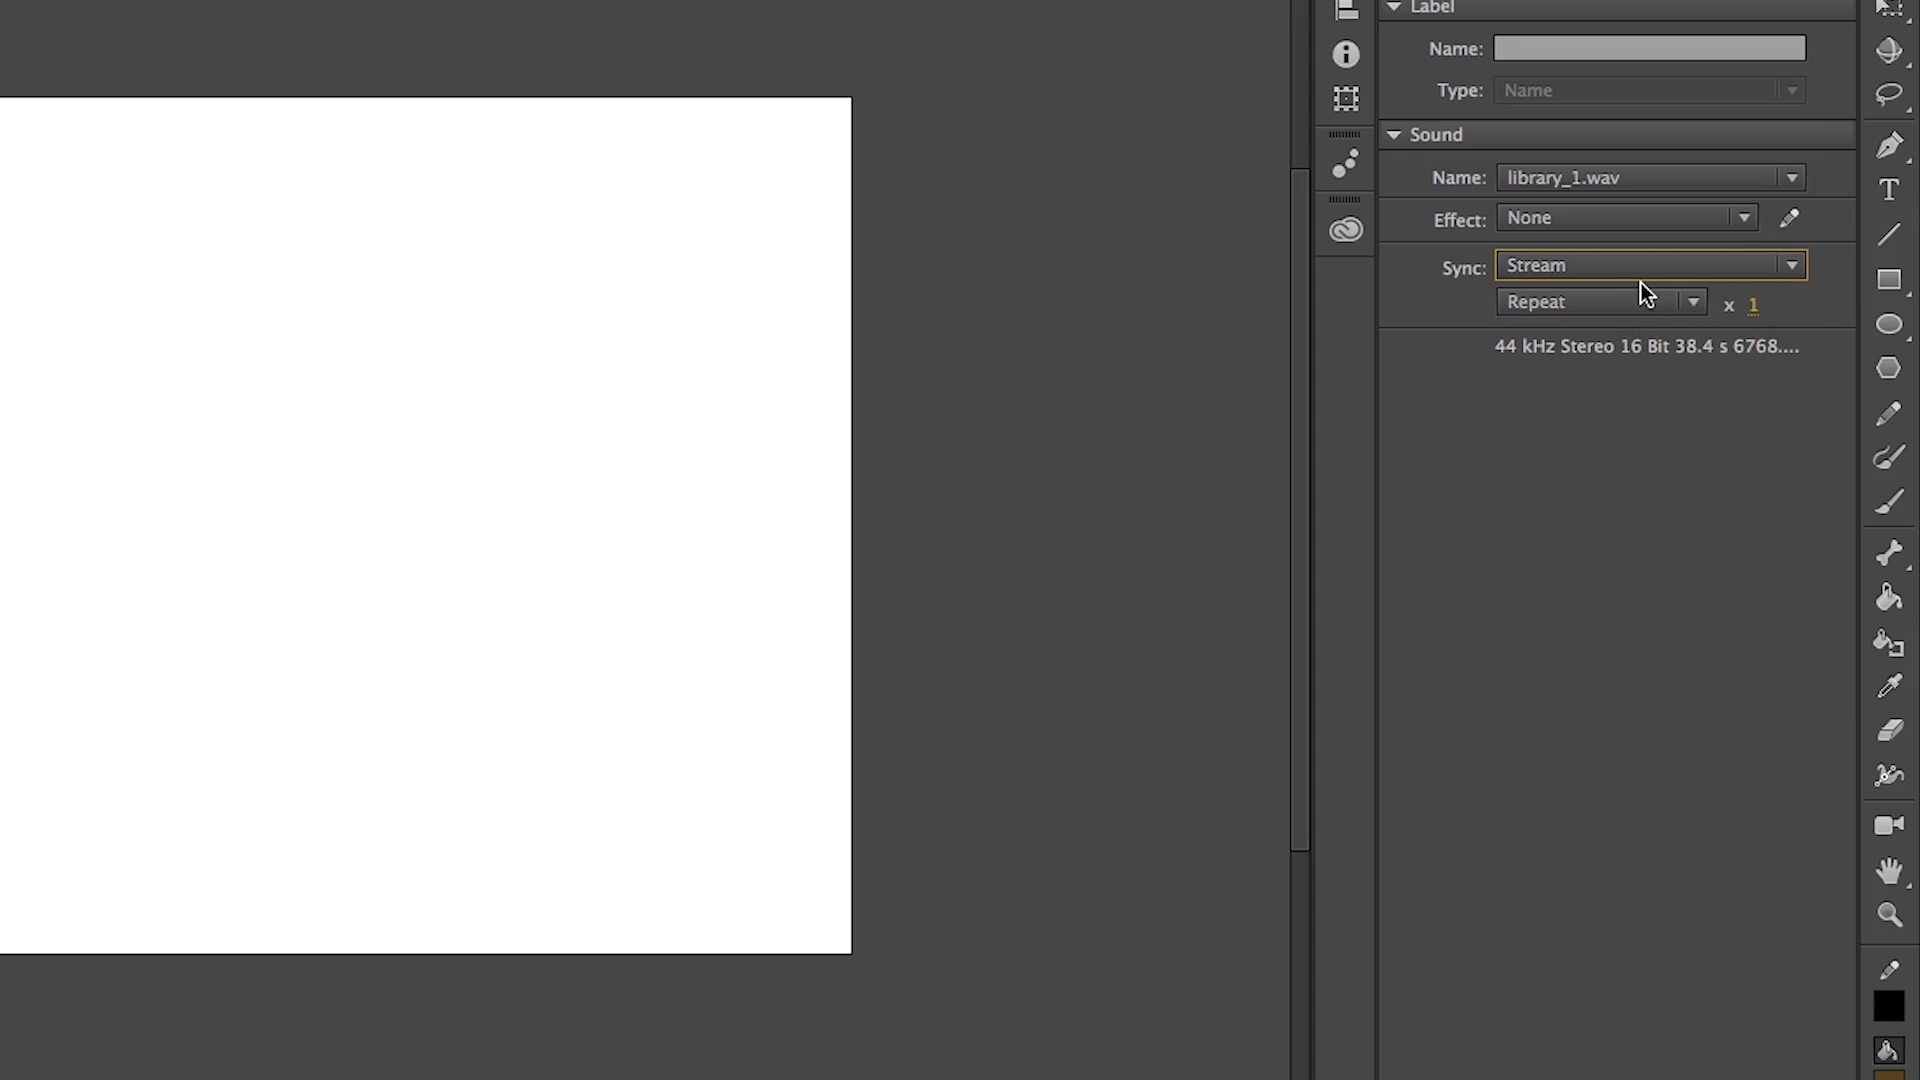 Label
Name:
Type: Name
Sound
Name: library_1.wav
Effect: None
Sync: Stream
Repeat x 1
44 kHz Stereo 16 Bit 38.4 s 6768....